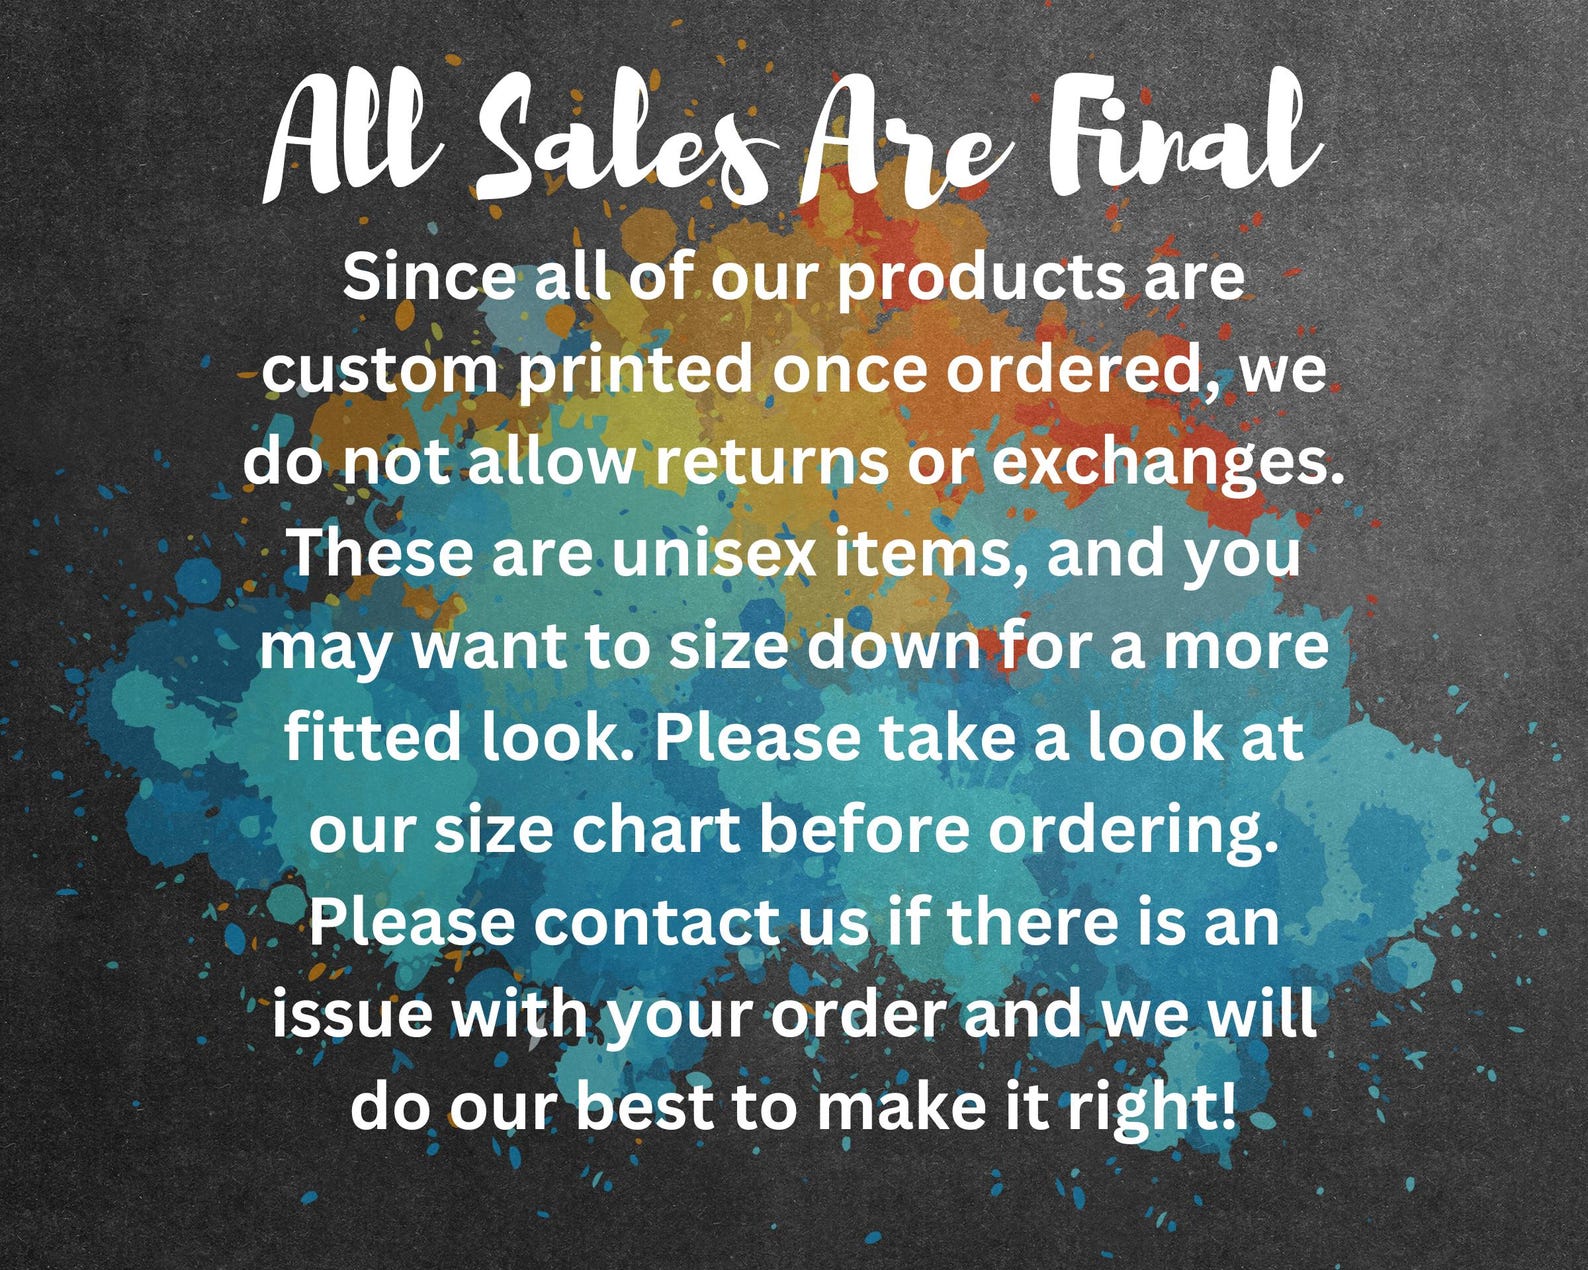 All Sales Are Final
Since all of our products are
custom printed once ordered, we
do not allow returns or exchanges.
These are unisex items, and you
may want to size down for a more
fitted look. Please take a look at
our size chart before ordering.
Please contact us if there is an
issue with your order and we will
do our best to make it right!